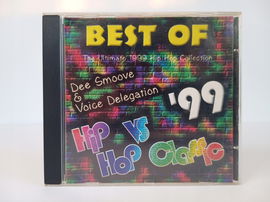 BEST OF
The Ultimate 1999 Hip Hop Collection
Dee Smoove
& Voice Delegation
'99
Hip VS
Hop Classic